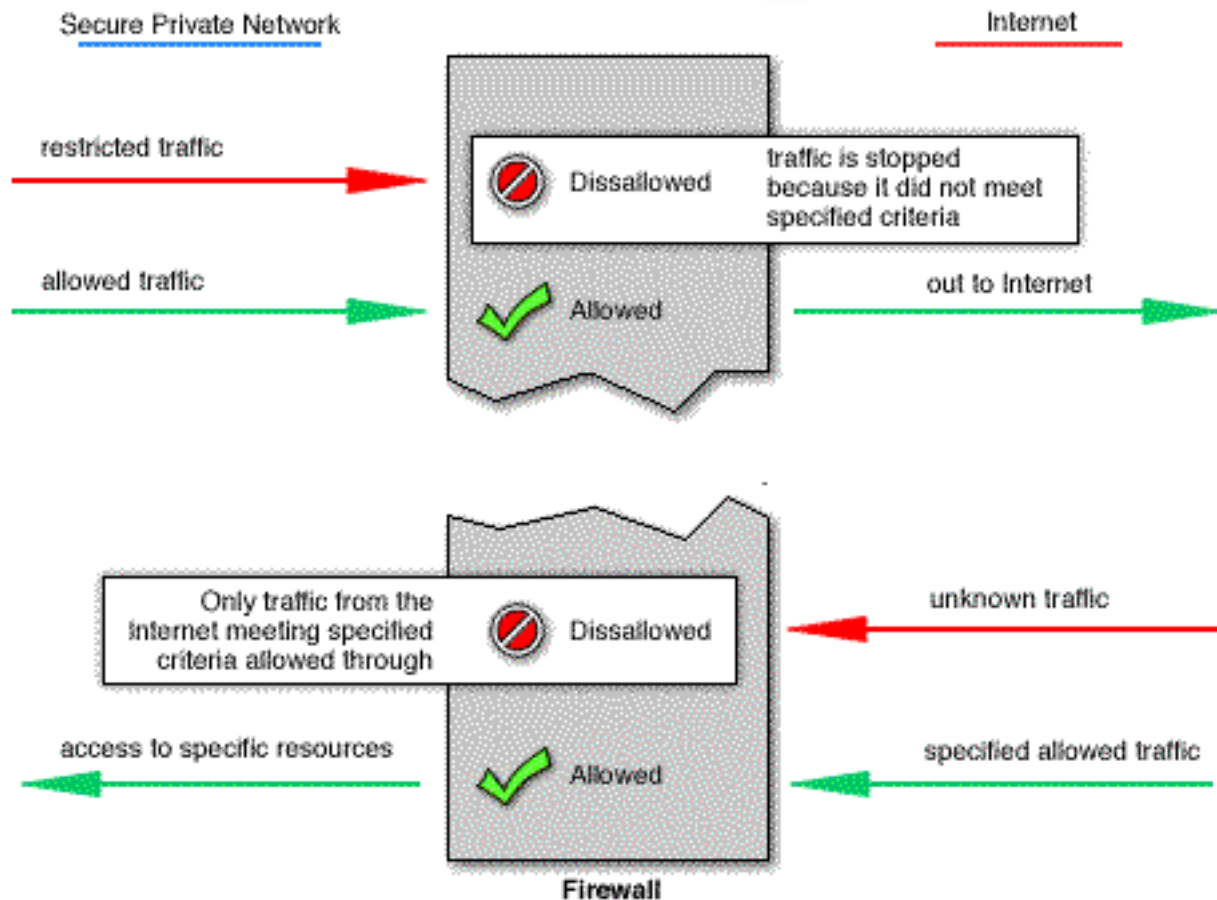 Secure Private Network
Internet
restricted traffic
Dissallowed
traffic is stopped
because it did not meet
specified criteria
allowed traffic
Allowed
out to Internet
Only traffic from the
Internet meeting specified
criteria allowed through
Dissallowed
unknown traffic
access to specific resources
Allowed
specified allowed traffic
Firewall